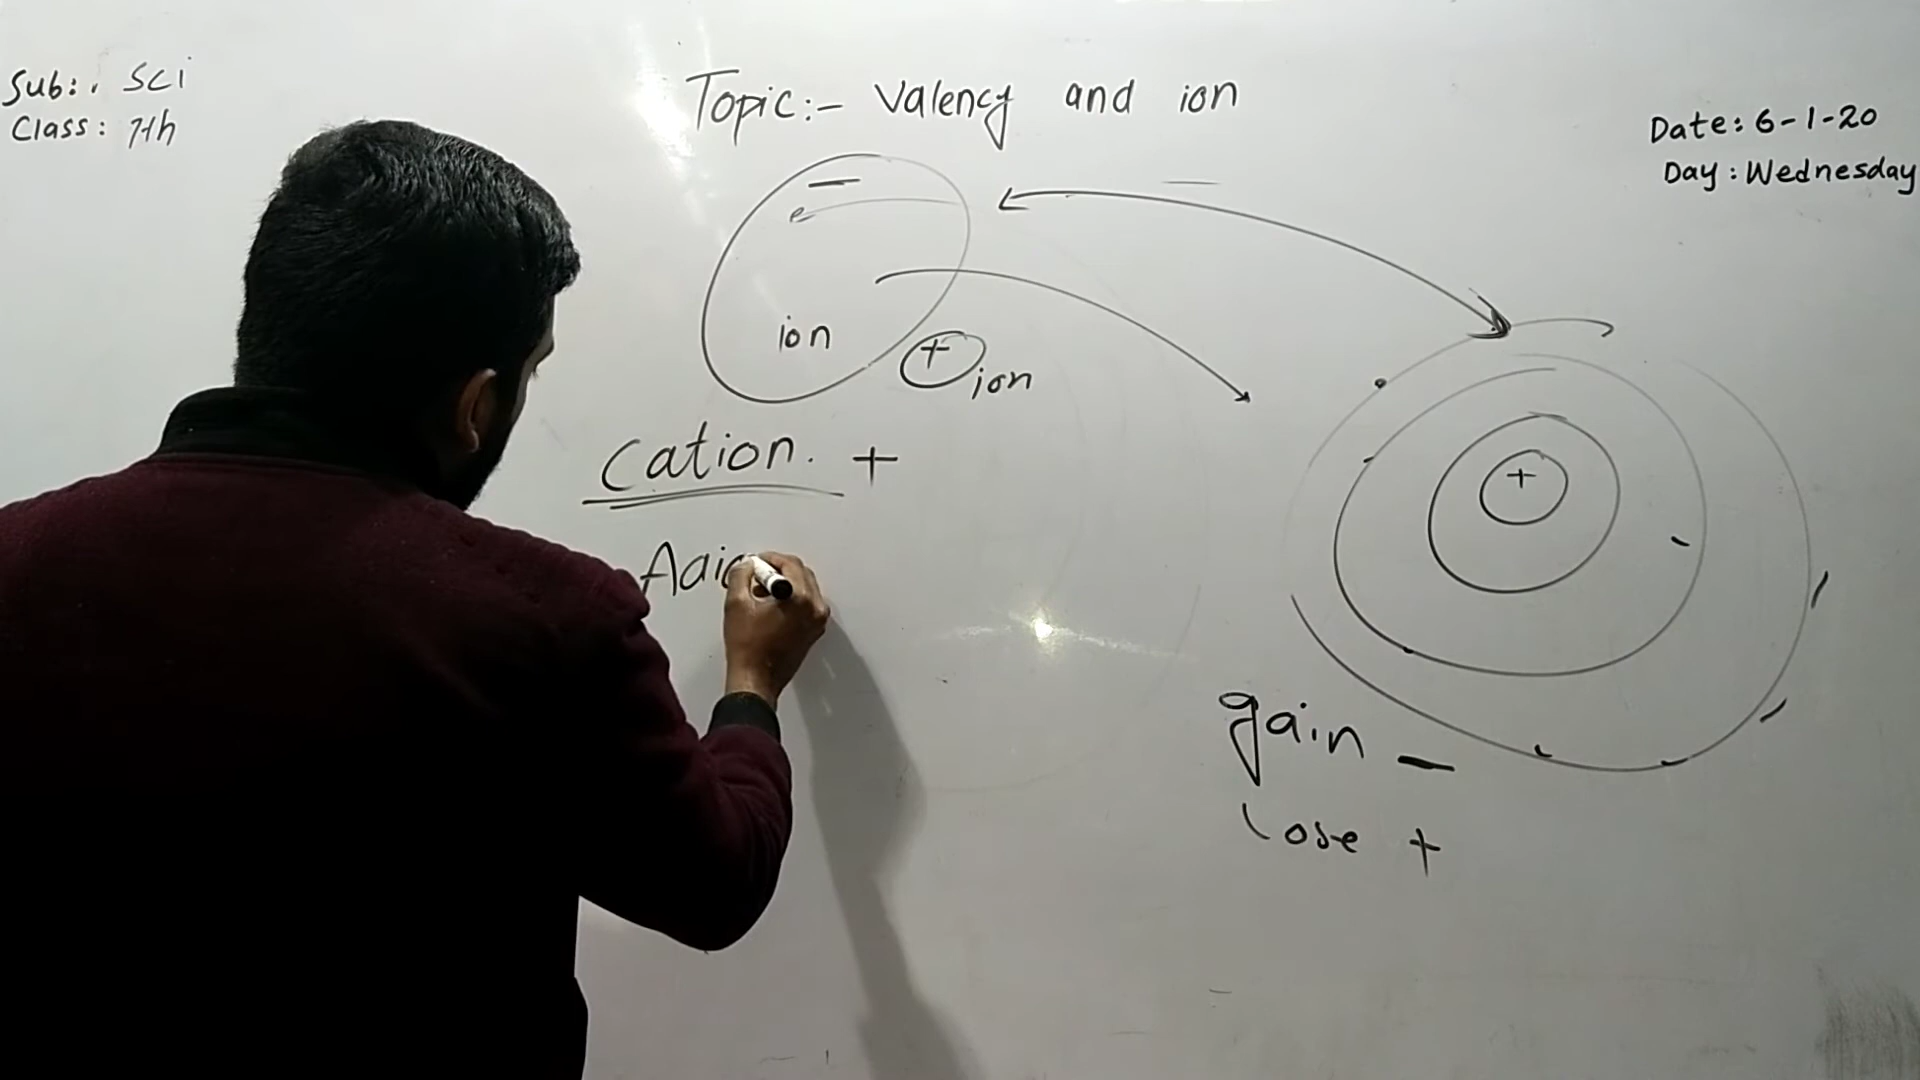 Sub:. Sci
Class: 7th
Topic:- Valency and ion
Date: 6-1-20
Day: Wednesday
–
e
ion
+
ion
Cation. +
+
gain –
lose +